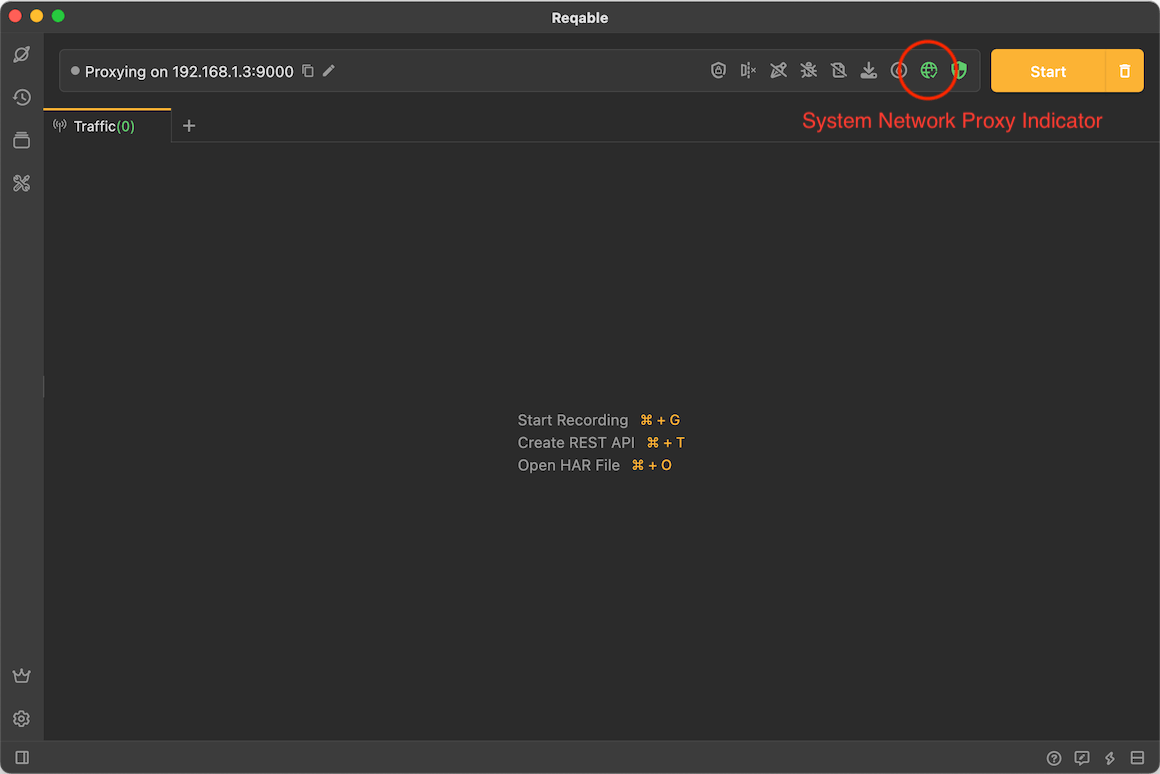 Reqable
Proxying on 192.168.1.3:9000
Start
System Network Proxy Indicator
Traffic(0)
Start Recording ⌘ + G
Create REST API ⌘ + T
Open HAR File ⌘ + O